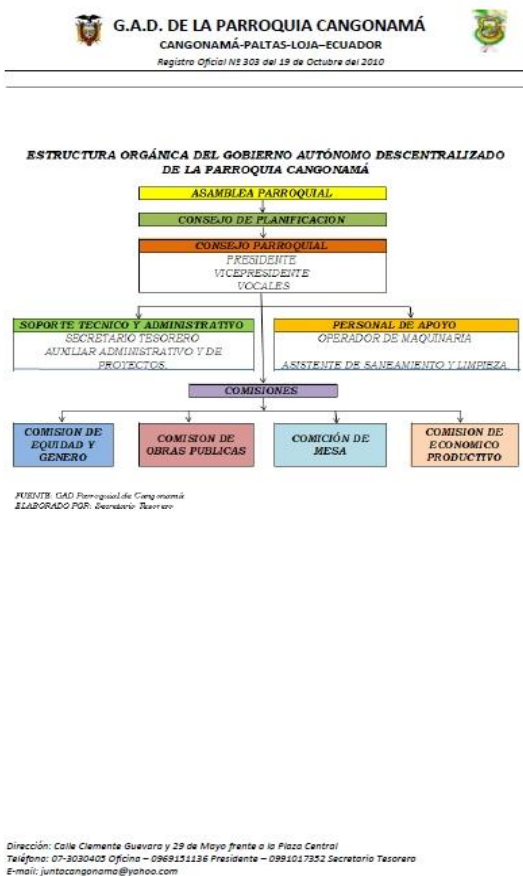 G.A.D. DE LA PARROQUIA CANGONAMÁ
CANGONAMÁ-PALTAS-LOJA–ECUADOR
Registro Oficial Nº 303 del 19 de Octubre del 2010
ESTRUCTURA ORGÁNICA DEL GOBIERNO AUTÓNOMO DESCENTRALIZADO
DE LA PARROQUIA CANGONAMÁ
ASAMBLEA PARROQUIAL
CONSEJO DE PLANIFICACION
CONSEJO PARROQUIAL
PRESIDENTE
VICEPRESIDENTE
VOCALES
SOPORTE TECNICO Y ADMINISTRATIVO
SECRETARIO TESORERO
AUXILIAR ADMINISTRATIVO Y DE
PROYECTOS.
PERSONAL DE APOYO
OPERADOR DE MAQUINARIA
ASISTENTE DE SANEAMIENTO Y LIMPIEZA.
COMISIONES
COMISION DE
EQUIDAD Y
GENERO
COMISION DE
OBRAS PUBLICAS
COMICIÓN DE
MESA
COMISION DE
ECONOMICO
PRODUCTIVO
FUENTE: GAD Parroquial de Cangonamá
ELABORADO POR: Secretario Tesorero
Dirección: Calle Clemente Guevara y 29 de Mayo frente a la Plaza Central
Teléfono: 07-3030405 Oficina – 0969151136 Presidente – 0991017352 Secretario Tesorero
E-mail: juntacangonama@yahoo.com